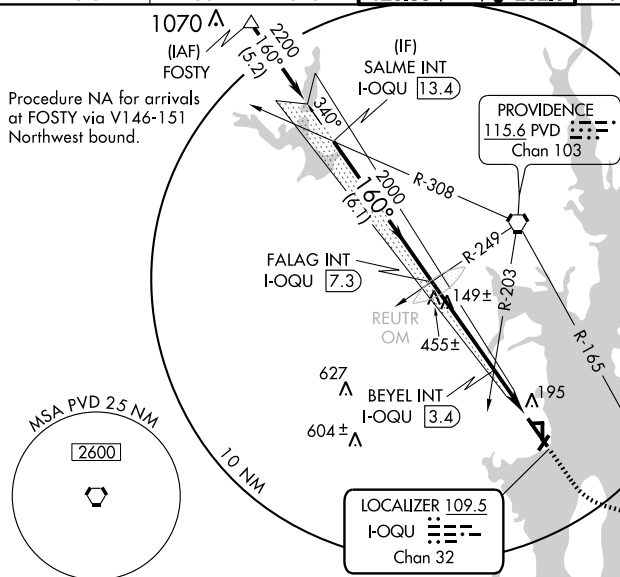 1070
(IAF)
FOSTY
2200
160°
(5.2)
(IF)
SALME INT
I-OQU 13.4
Procedure NA for arrivals
at FOSTY via V146-151
Northwest bound.
340°
PROVIDENCE
115.6 PVD
Chan 103
R-308
2000
160°
(6.1)
R-249
R-203
R-165
FALAG INT
I-OQU 7.3
149±
REUTR
OM
455±
627
BEYEL INT
I-OQU 3.4
195
604±
MSA PVD 25 NM
2600
10 NM
LOCALIZER 109.5
I-OQU
Chan 32